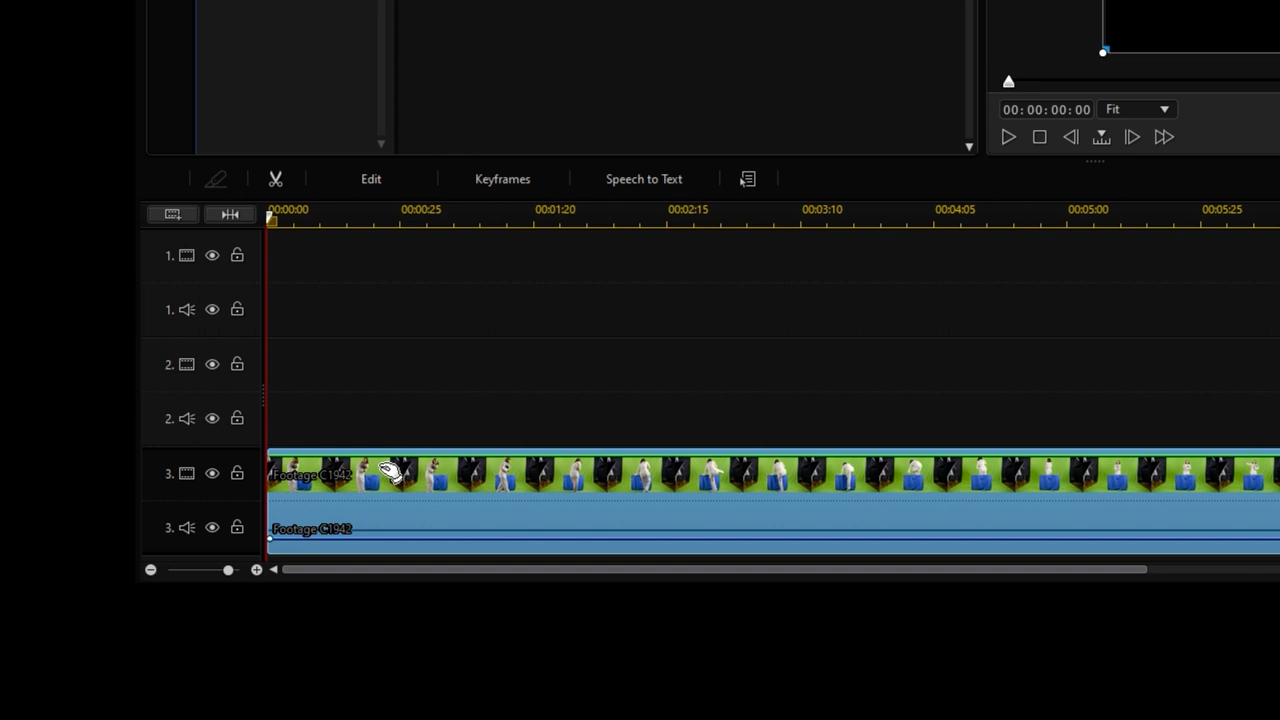 00:00:00:00 Fit
Edit Keyframes Speech to Text
00:00:00 00:00:25 00:01:20 00:02:15 00:03:10 00:04:05 00:05:00 00:05:25
1.
1.
2.
2.
3. Footage C1942
3. Footage C1942